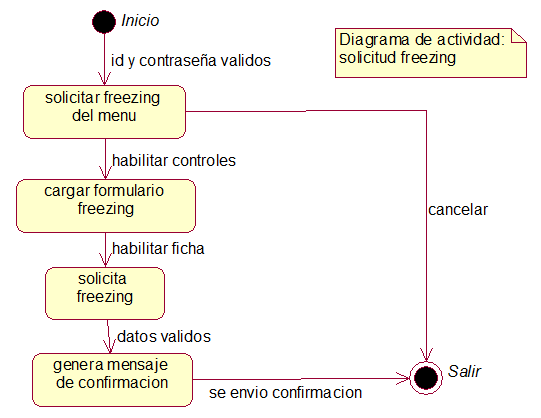 Inicio
Diagrama de actividad:
solicitud freezing
id y contraseña validos
solicitar freezing
del menu
habilitar controles
cargar formulario
freezing
cancelar
habilitar ficha
solicita
freezing
datos validos
genera mensaje
de confirmacion
Salir
se envio confirmacion